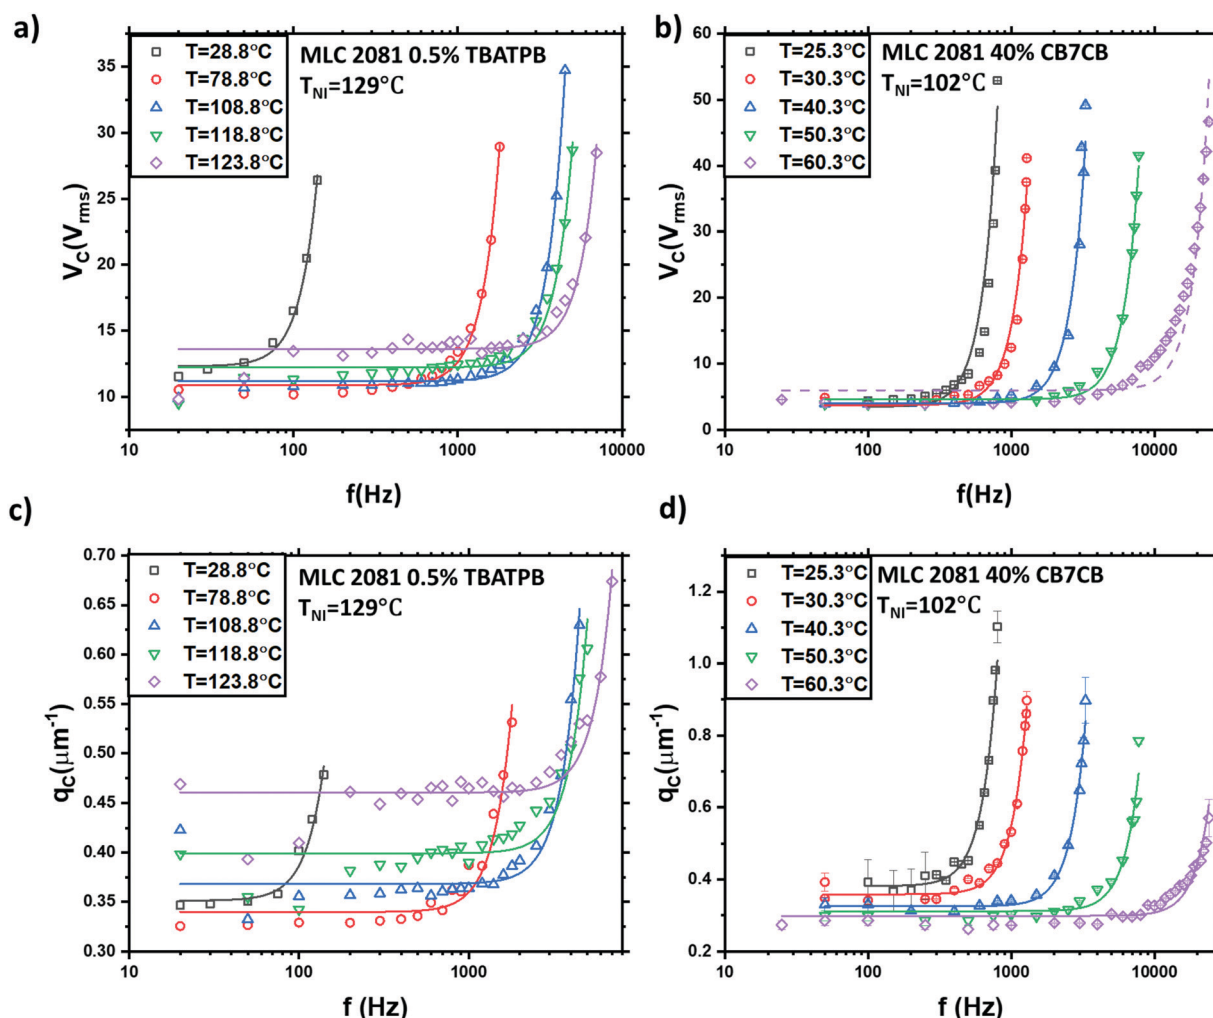 a)
T=28.8°C
T=78.8°C
T=108.8°C
T=118.8°C
T=123.8°C
MLC 2081 0.5% TBATPB
T_NI=129°C
35
30
25
20
15
10
V_C(V_rms)
10
100
1000
10000
f(Hz)
b)
T=25.3°C
T=30.3°C
T=40.3°C
T=50.3°C
T=60.3°C
MLC 2081 40% CB7CB
T_NI=102°C
60
50
40
30
20
10
0
V_C(V_rms)
10
100
1000
10000
f(Hz)
c)
T=28.8°C
T=78.8°C
T=108.8°C
T=118.8°C
T=123.8°C
MLC 2081 0.5% TBATPB
T_NI=129°C
0.70
0.65
0.60
0.55
0.50
0.45
0.40
0.35
0.30
q_C(μm⁻¹)
10
100
1000
f (Hz)
d)
T=25.3°C
T=30.3°C
T=40.3°C
T=50.3°C
T=60.3°C
MLC 2081 40% CB7CB
T_NI=102°C
1.2
1.0
0.8
0.6
0.4
0.2
q_C(μm⁻¹)
10
100
1000
10000
f (Hz)